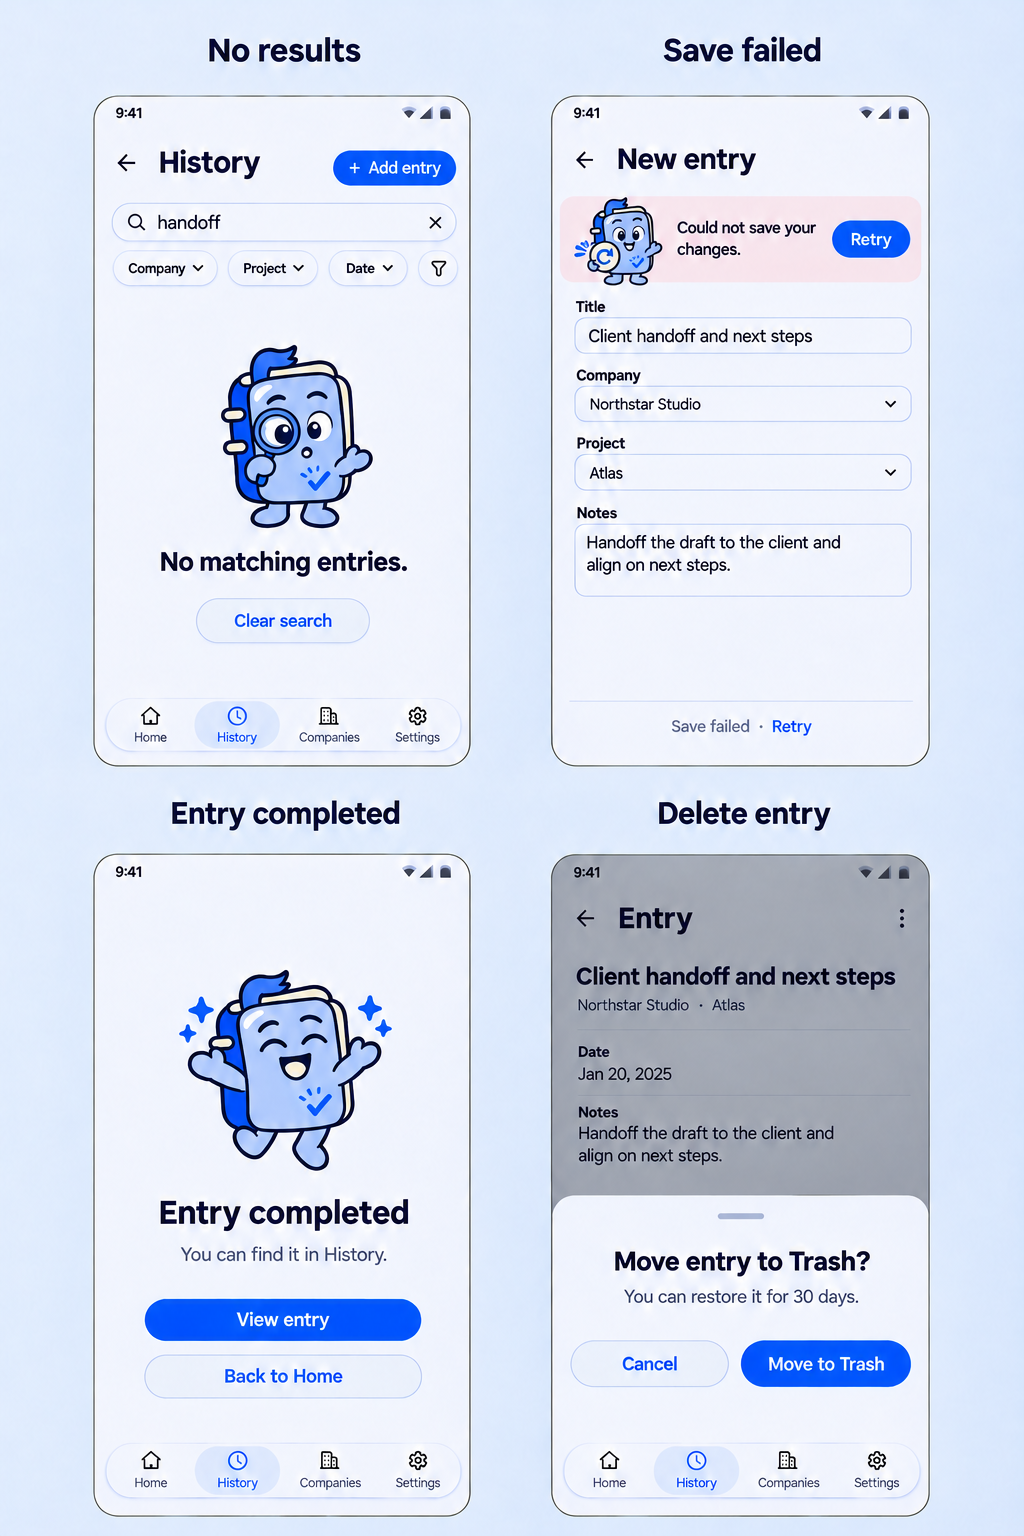 No results
9:41
History
+ Add entry
handoff
Company
Project
Date
No matching entries.
Clear search
Home
History
Companies
Settings
Save failed
9:41
New entry
Could not save your
changes.
Retry
Title
Client handoff and next steps
Company
Northstar Studio
Project
Atlas
Notes
Handoff the draft to the client and
align on next steps.
Save failed · Retry
Entry completed
9:41
Entry completed
You can find it in History.
View entry
Back to Home
Home
History
Companies
Settings
Delete entry
9:41
Entry
Client handoff and next steps
Northstar Studio · Atlas
Date
Jan 20, 2025
Notes
Handoff the draft to the client and
align on next steps.
Move entry to Trash?
You can restore it for 30 days.
Cancel
Move to Trash
Home
History
Companies
Settings